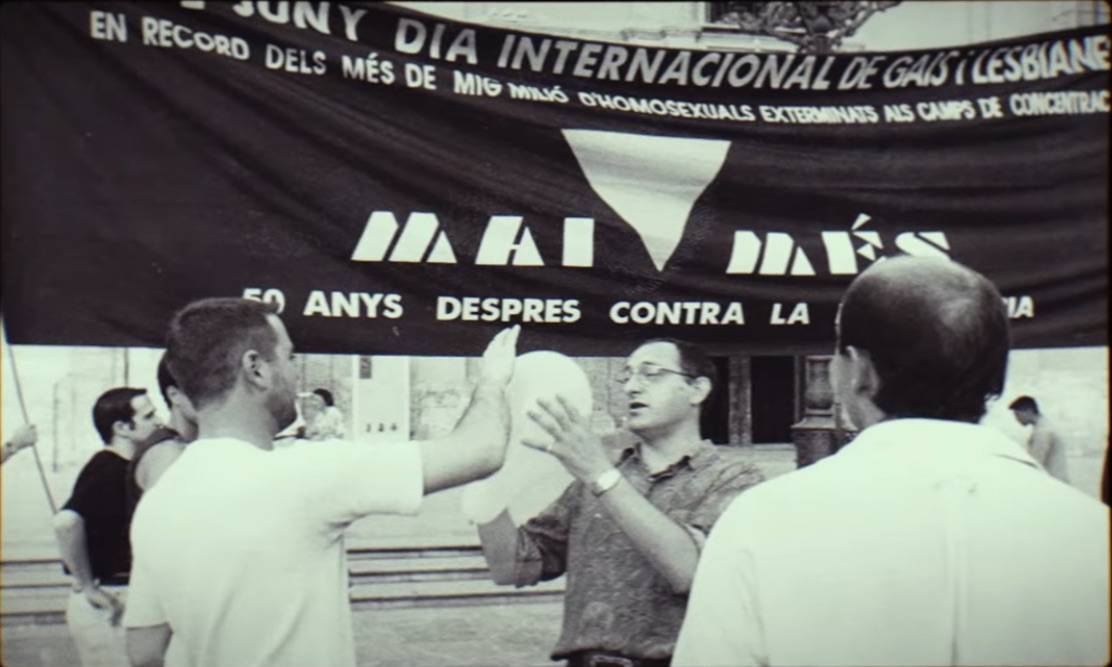 JUNY DIA INTERNACIONAL DE GAIS I LESBIANE
EN RECORD DELS MÉS DE MIG MILIÓ D'HOMOSEXUALS EXTERMINATS ALS CAMPS DE CONCENTRAC
MAI MÉS
50 ANYS DESPRES CONTRA LA